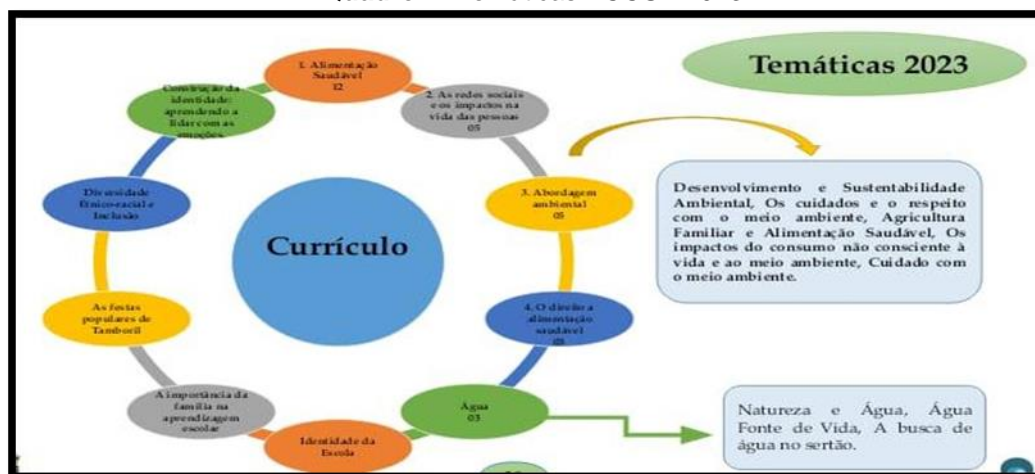 Temáticas 2023
1. Alimentação
Saudável
12
2. As redes sociais
e os impactos na
vida das pessoas
05
3. Abordagem
ambiental
05
4. O direito a
alimentação
saudável
03
Água
03
Identidade da
Escola
A importância da
família na
aprendizagem
escolar
As festas
populares de
Tamboril
Diversidade
Étnico-racial e
Inclusão
Construção da
identidade:
aprendendo a
lidar com as
emoções.
Currículo
Desenvolvimento e Sustentabilidade
Ambiental, Os cuidados e o respeito
com o meio ambiente, Agricultura
Familiar e Alimentação Saudável, Os
impactos do consumo não consciente à
vida e ao meio ambiente, Cuidado com
o meio ambiente.
Natureza e Água, Água
Fonte de Vida, A busca de
água no sertão.